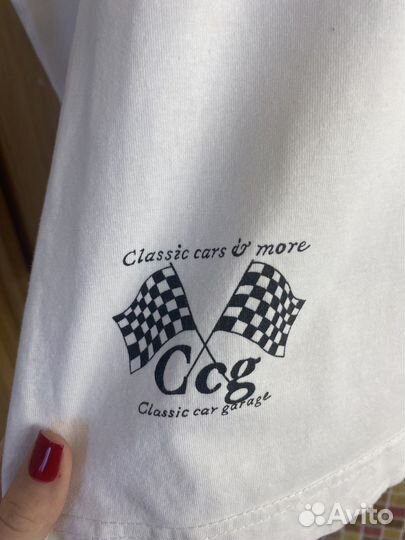 Classic cars & more
Ccg
Classic car garage
Avito